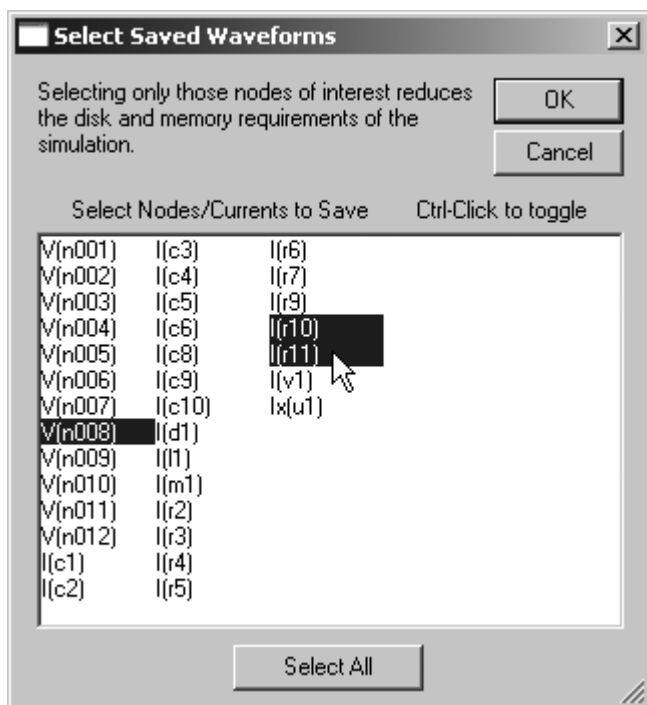 Select Saved Waveforms
Selecting only those nodes of interest reduces
the disk and memory requirements of the
simulation.
OK
Cancel
Select Nodes/Currents to Save Ctrl-Click to toggle
V(n001) I(c3) I(r6)
V(n002) I(c4) I(r7)
V(n003) I(c5) I(r9)
V(n004) I(c6) I(r10)
V(n005) I(c8) I(r11)
V(n006) I(c9) I(v1)
V(n007) I(c10) Ix(u1)
V(n008) I(d1)
V(n009) I(l1)
V(n010) I(m1)
V(n011) I(r2)
V(n012) I(r3)
I(c1) I(r4)
I(c2) I(r5)
Select All